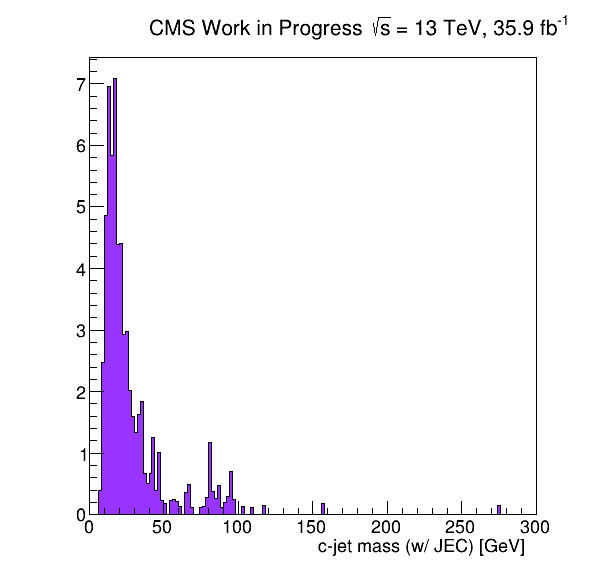 CMS Work in Progress √s = 13 TeV, 35.9 fb⁻¹
7
6
5
4
3
2
1
0
0 50 100 150 200 250 300
c-jet mass (w/ JEC) [GeV]